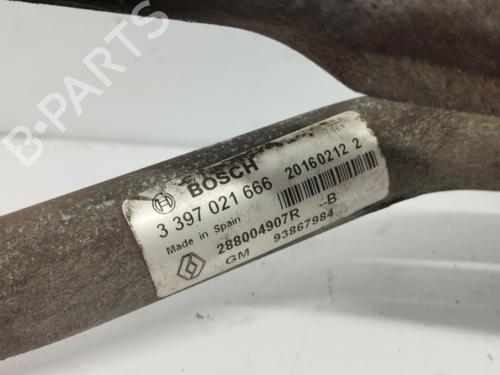 B-PARTS
BOSCH
3 397 021 666 20160212 2
Made in Spain
288004907R -B
GM 93867984